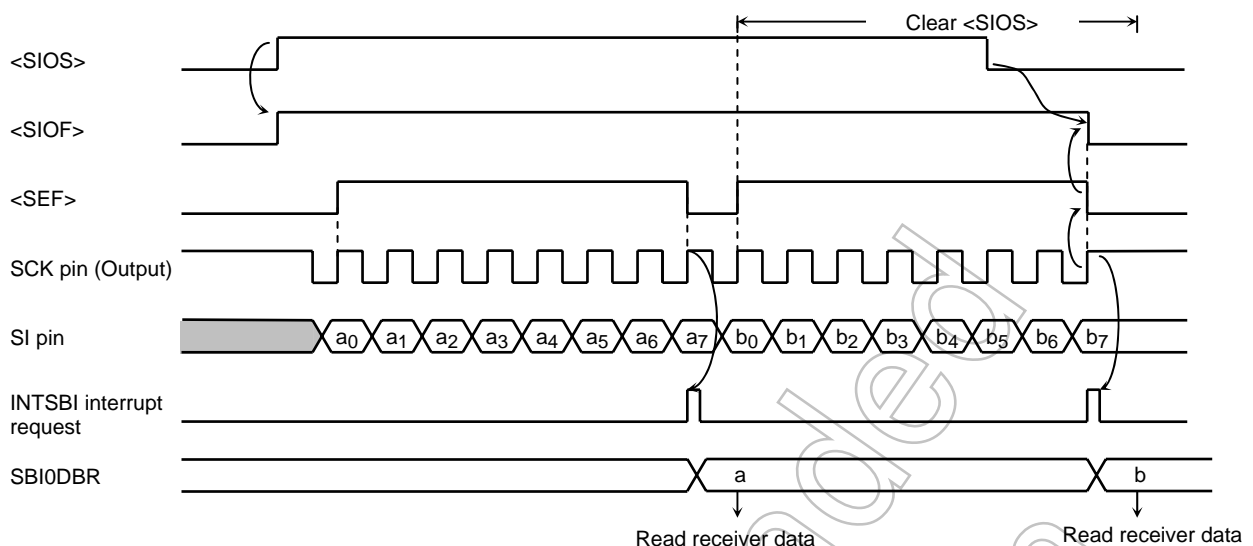 Clear <SIOS>
<SIOS>
<SIOF>
<SEF>
SCK pin (Output)
SI pin
a0 a1 a2 a3 a4 a5 a6 a7 b0 b1 b2 b3 b4 b5 b6 b7
INTSBI interrupt
request
SBI0DBR
a
b
Read receiver data
Read receiver data